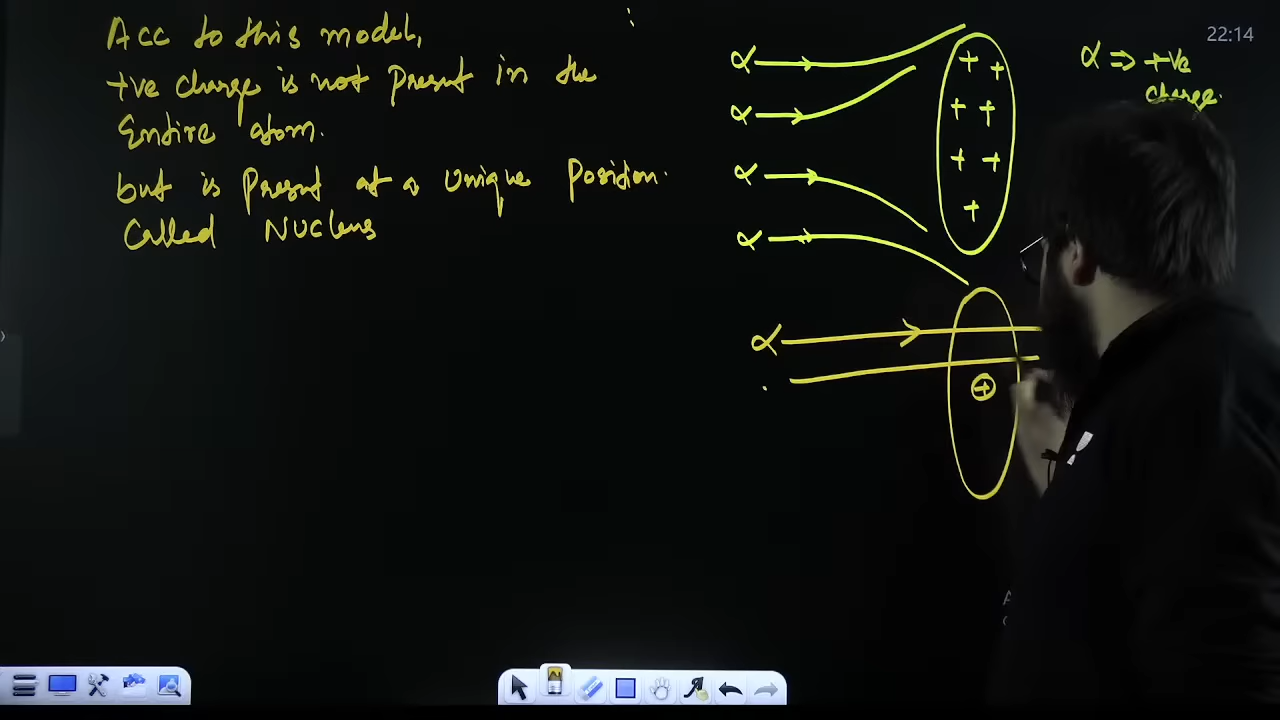 Acc to this model,
+ve charge is not present in the
Entire atom.
but is present at a unique position.
Called Nucleus
α
α
α
α
+ +
+ +
+ +
+
α
+
22:14
α ⇒ +ve
charge.